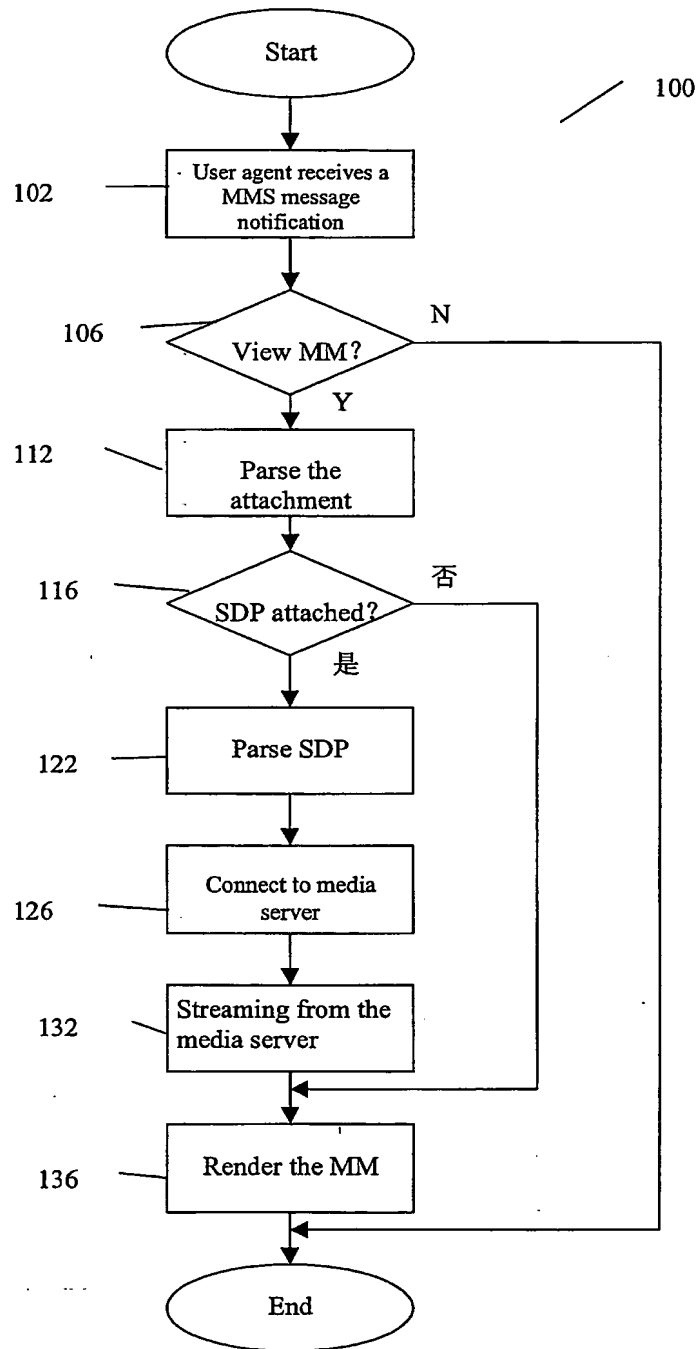 Start
100
102
User agent receives a
MMS message
notification
106
View MM?
N
Y
112
Parse the
attachment
116
SDP attached?
否
是
122
Parse SDP
126
Connect to media
server
132
Streaming from the
media server
136
Render the MM
End